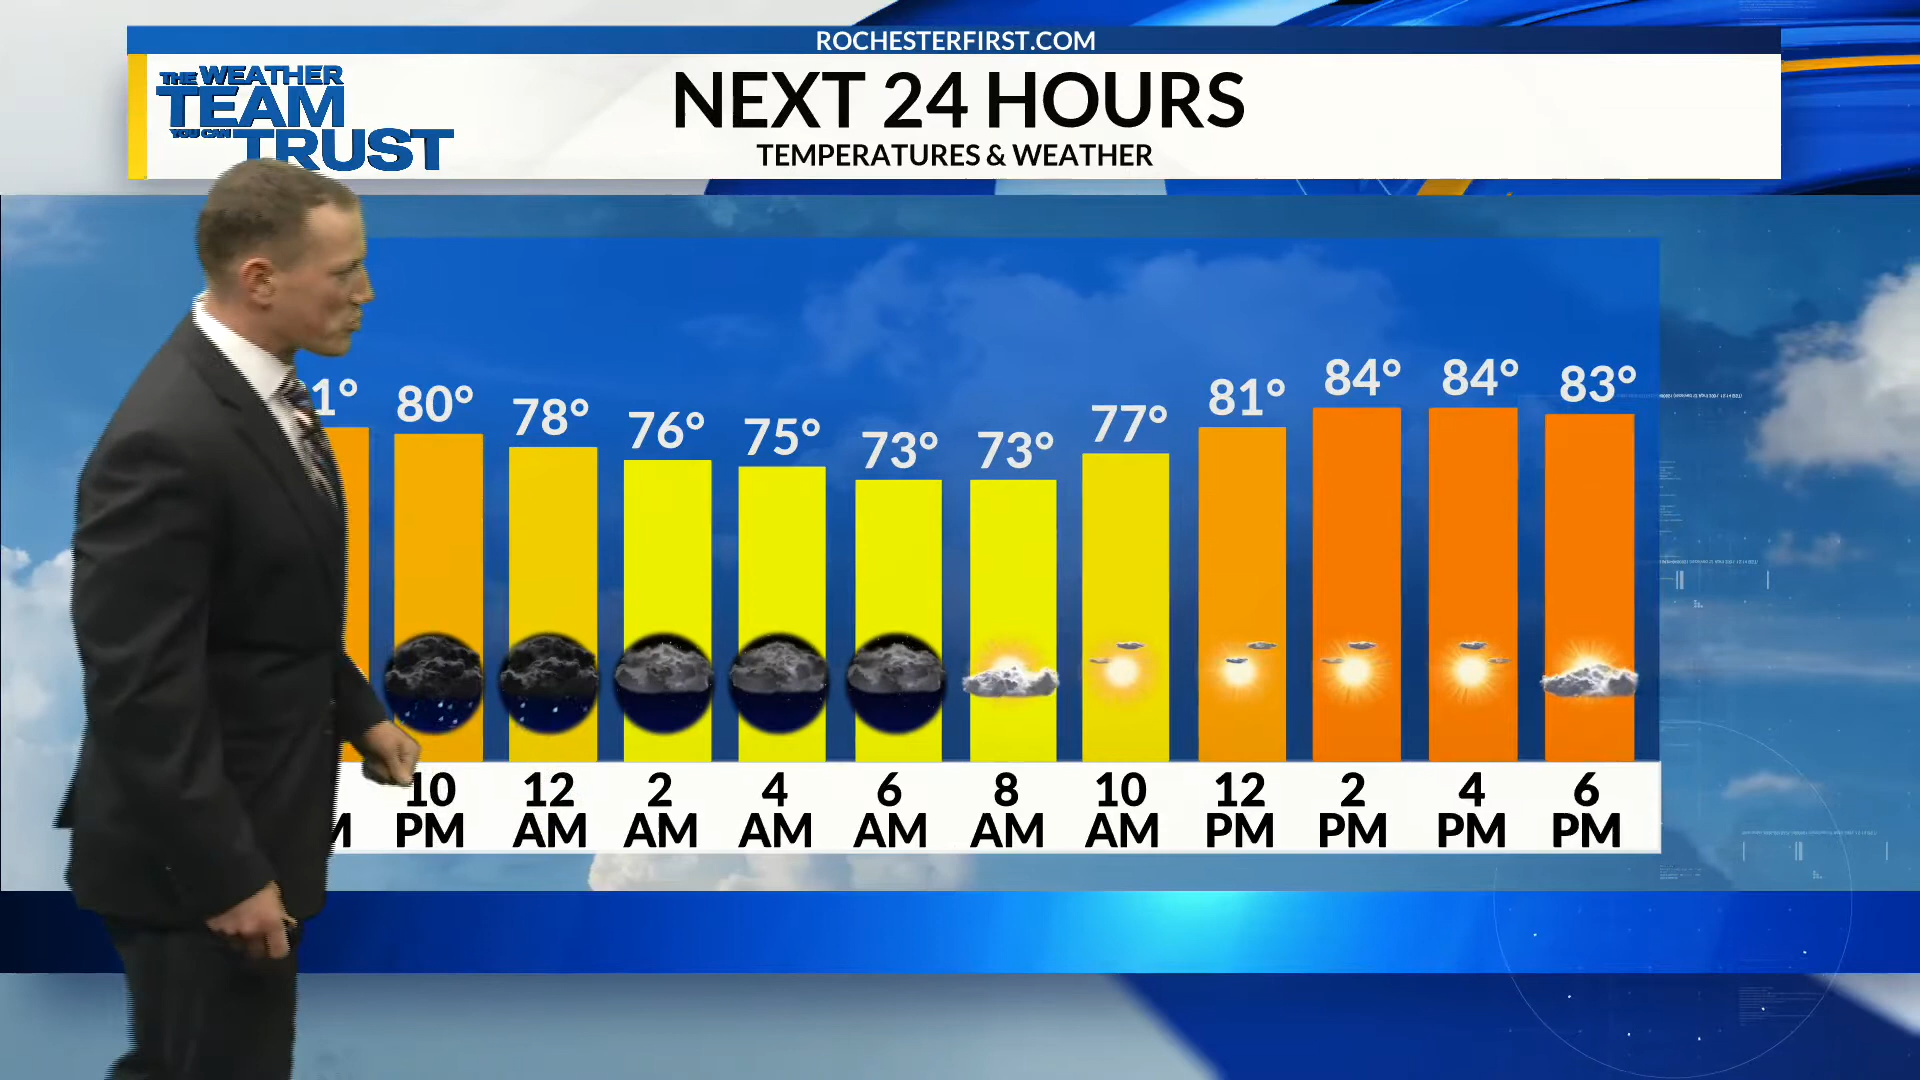 ROCHESTERFIRST.COM
THE WEATHER
TEAM
YOU CAN
TRUST
NEXT 24 HOURS
TEMPERATURES & WEATHER
1° 80° 78° 76° 75° 73° 73° 77° 81° 84° 84° 83°
10 12 2 4 6 8 10 12 2 4 6
M PM AM AM AM AM AM AM PM PM PM PM